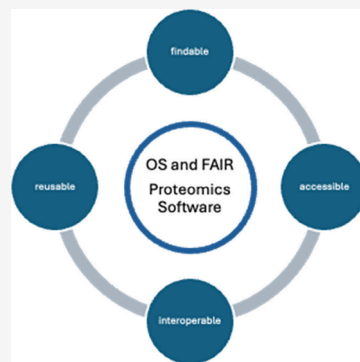 findable
OS and FAIR
Proteomics
Software
reusable
accessible
interoperable